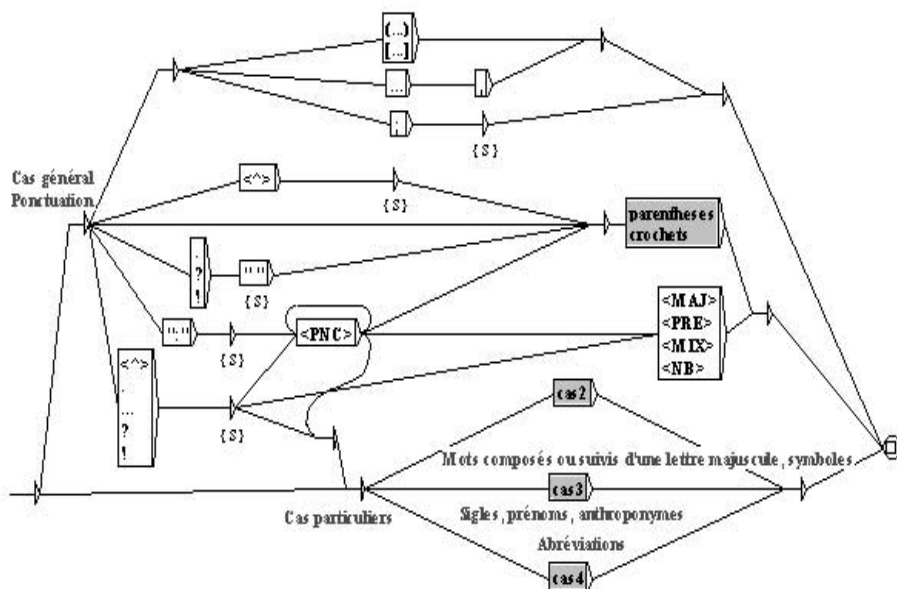 (...)
[...]
...
,
{S}
Cas général
Ponctuation
<^>
{S}
parentheses
crochets
.
?
!
"."
{S}
<MAJ>
<PRE>
<MIX>
<NB>
"."
{S}
<PNC>
<^>
.
...
?
!
{S}
cas2
Mots composés ou suivis d'une lettre majuscule, symboles
cas3
Cas particuliers
Sigles, prénoms, anthroponymes
Abréviations
cas4